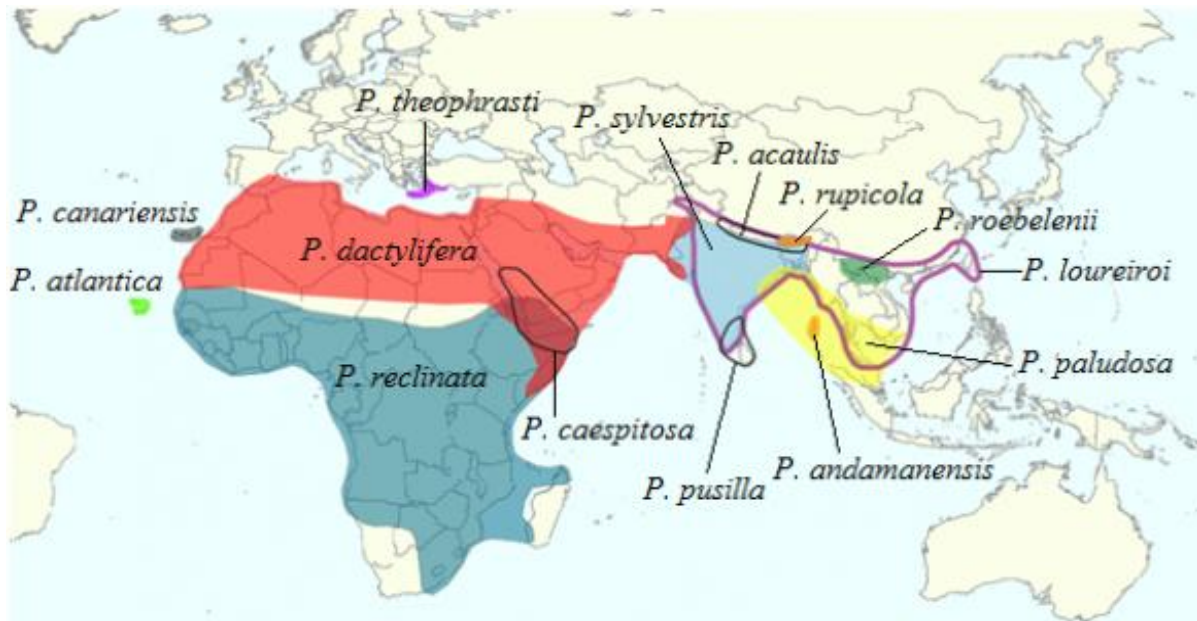 P. theophrasti
P. sylvestris
P. acaulis
P. rupicola
P. canariensis
P. roebelenii
P. dactylifera
P. loureiroi
P. atlantica
P. paludosa
P. reclinata
P. caespitosa
P. andamanensis
P. pusilla